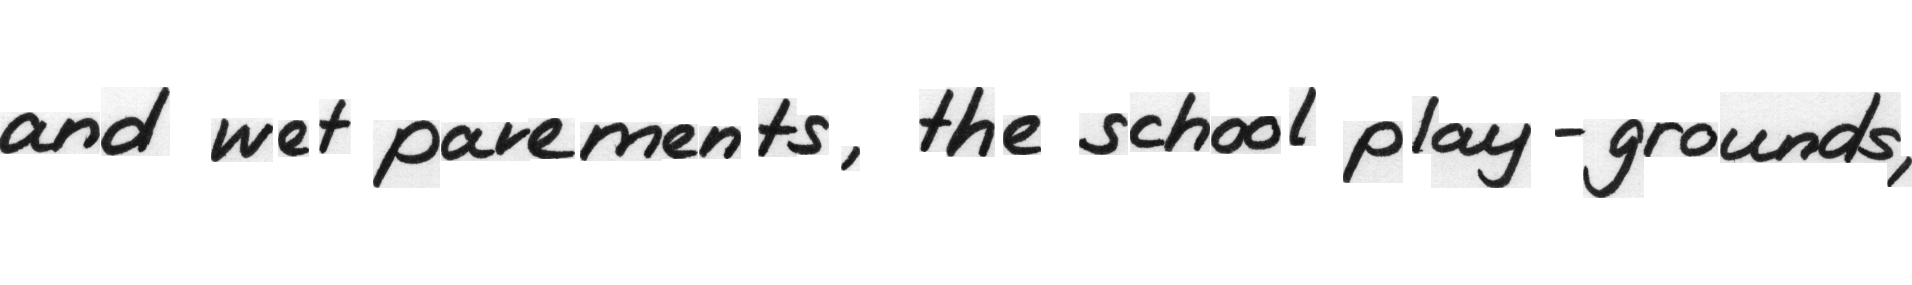 and wet pavements, the school play-grounds,